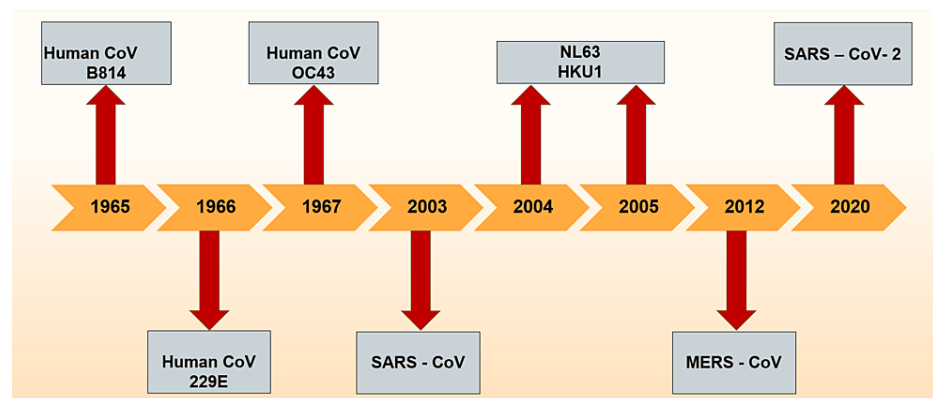 Human CoV
B814
Human CoV
OC43
NL63
HKU1
SARS – CoV- 2
1965
1966
1967
2003
2004
2005
2012
2020
Human CoV
229E
SARS - CoV
MERS - CoV